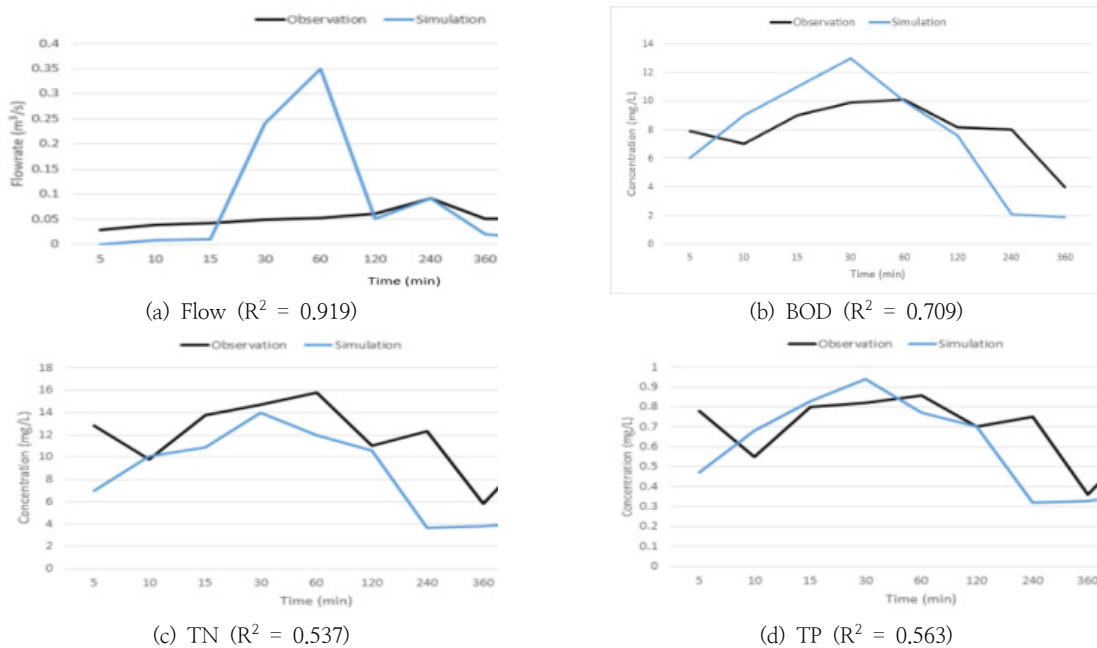 Observation Simulation
0.4
0.35
0.3
0.25
0.2
0.15
0.1
0.05
0
Flowrate (m³/s)
5 10 15 30 60 120 240 360
Time (min)
(a) Flow (R² = 0.919)
Observation Simulation
14
12
10
8
6
4
2
0
Concentration (mg/L)
5 10 15 30 60 120 240 360
Time (min)
(b) BOD (R² = 0.709)
Observation Simulation
18
16
14
12
10
8
6
4
2
0
Concentration (mg/L)
5 10 15 30 60 120 240 360
Time (min)
(c) TN (R² = 0.537)
Observation Simulation
1
0.9
0.8
0.7
0.6
0.5
0.4
0.3
0.2
0.1
0
Concentration (mg/L)
5 10 15 30 60 120 240 360
Time (min)
(d) TP (R² = 0.563)